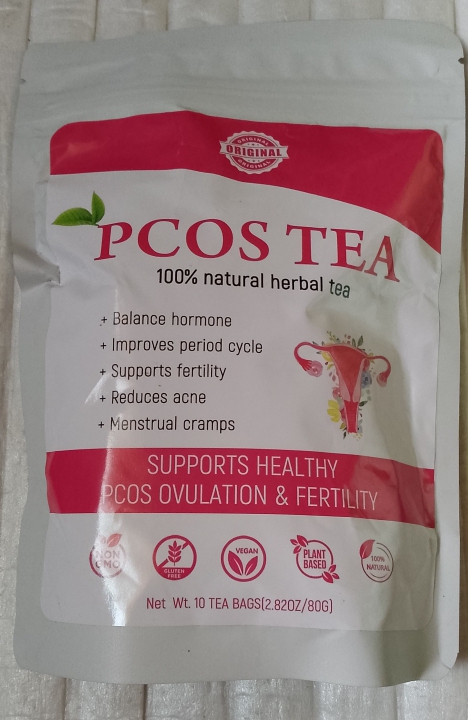 ORIGINAL
ORIGINAL
ORIGINAL
PCOS TEA
100% natural herbal tea
+ Balance hormone
+ Improves period cycle
+ Supports fertility
+ Reduces acne
+ Menstrual cramps
SUPPORTS HEALTHY
PCOS OVULATION & FERTILITY
NON
GMO
GLUTEN
FREE
VEGAN
PLANT
BASED
100%
NATURAL
Net Wt. 10 TEA BAGS(2.82OZ/80G)